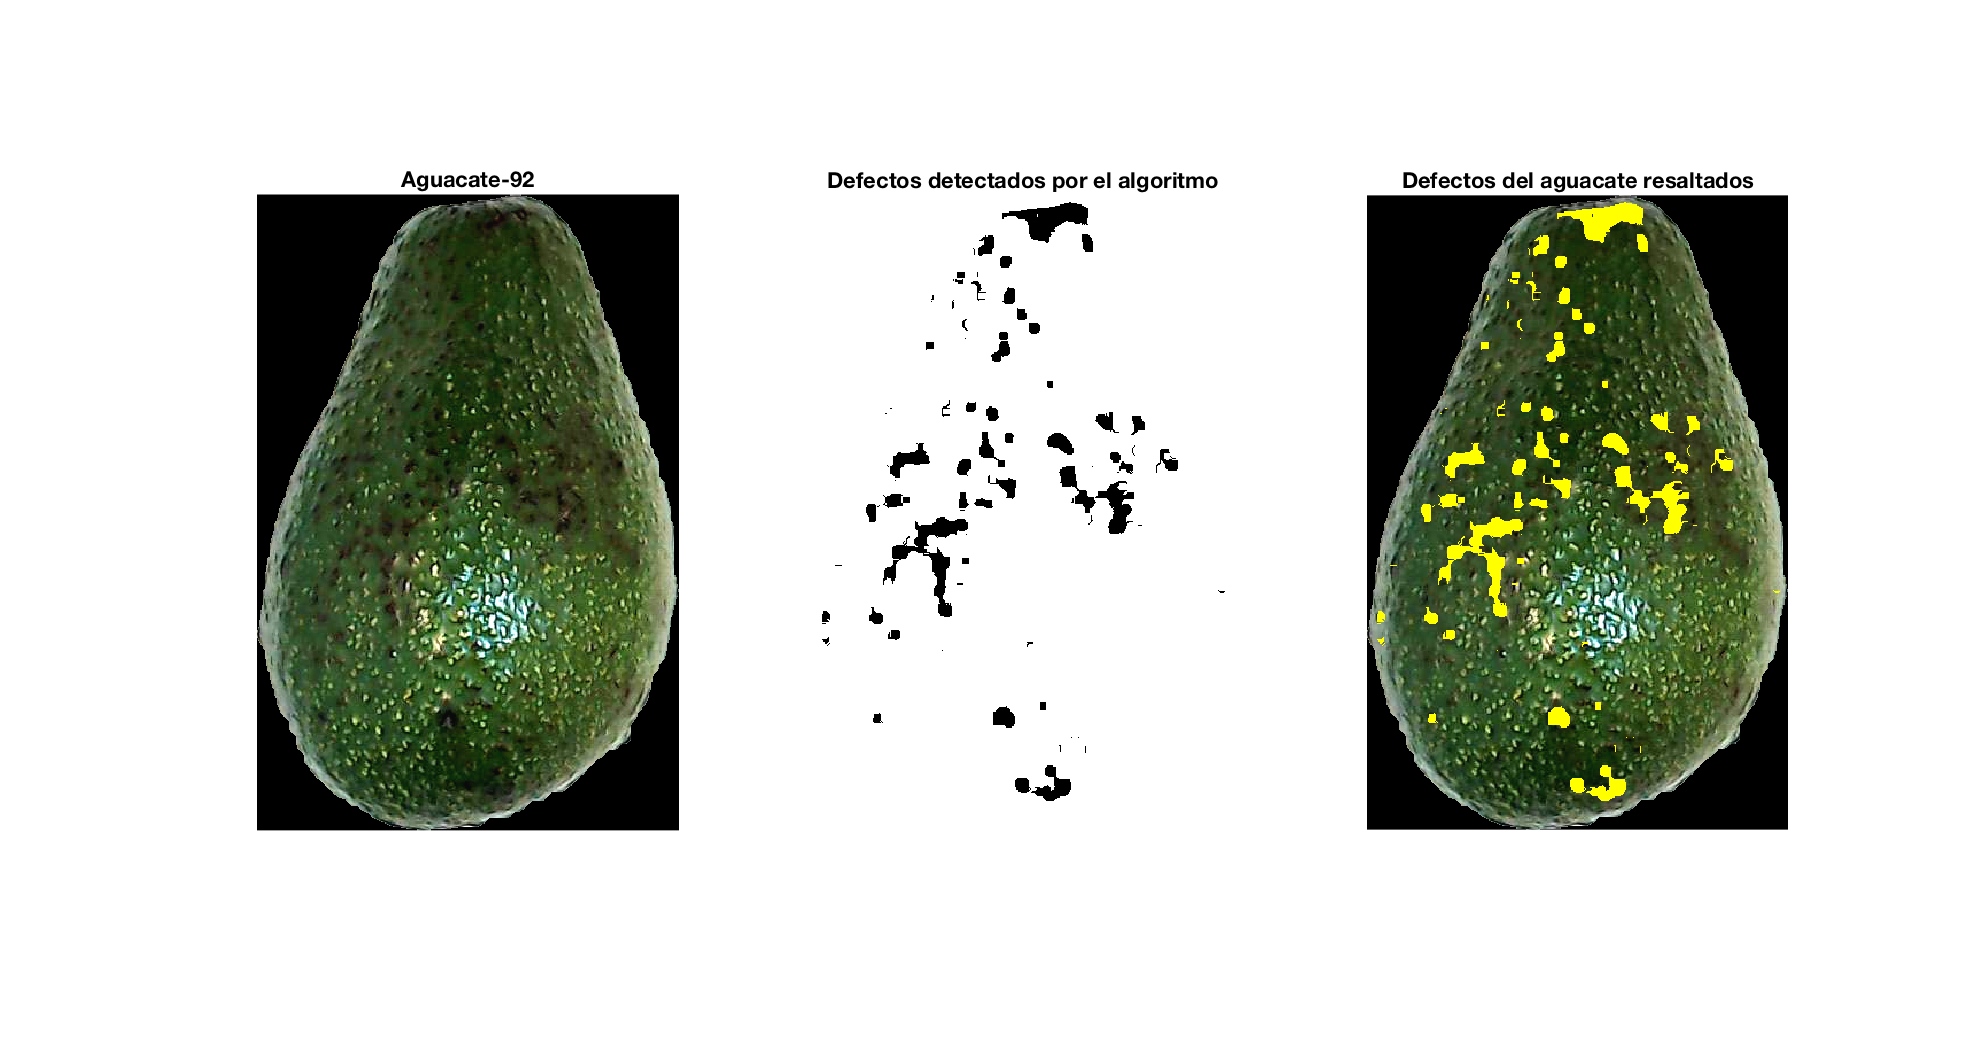 Aguacate-92
Defectos detectados por el algoritmo
Defectos del aguacate resaltados